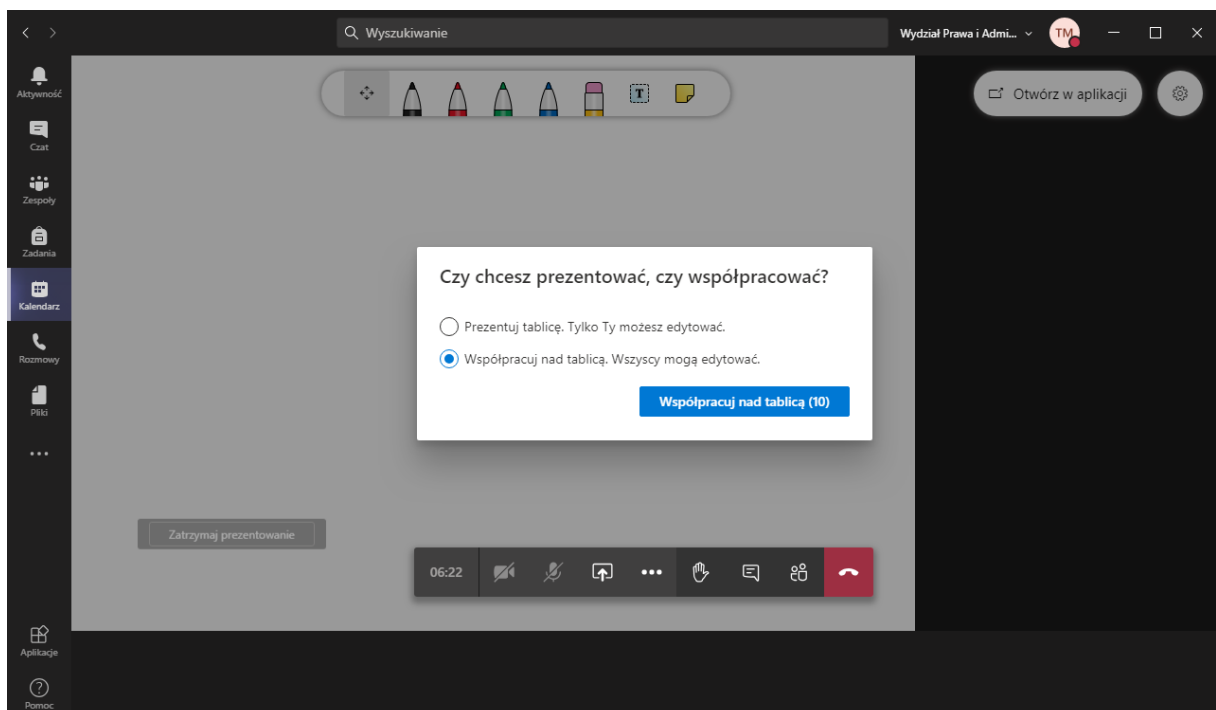 Wyszukiwanie
Wydział Prawa i Admi...
TM
Aktywność
Czat
Zespoły
Zadania
Kalendarz
Rozmowy
Pliki
Aplikacje
Pomoc
T
Otwórz w aplikacji
Czy chcesz prezentować, czy współpracować?
Prezentuj tablicę. Tylko Ty możesz edytować.
Współpracuj nad tablicą. Wszyscy mogą edytować.
Współpracuj nad tablicą (10)
Zatrzymaj prezentowanie
06:22